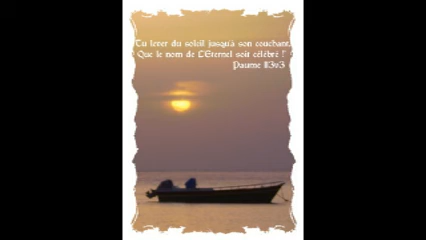 Du lever du soleil jusqu'à son couchant,
Que le nom de L'Eternel soit célébré !
Psaume 113v3